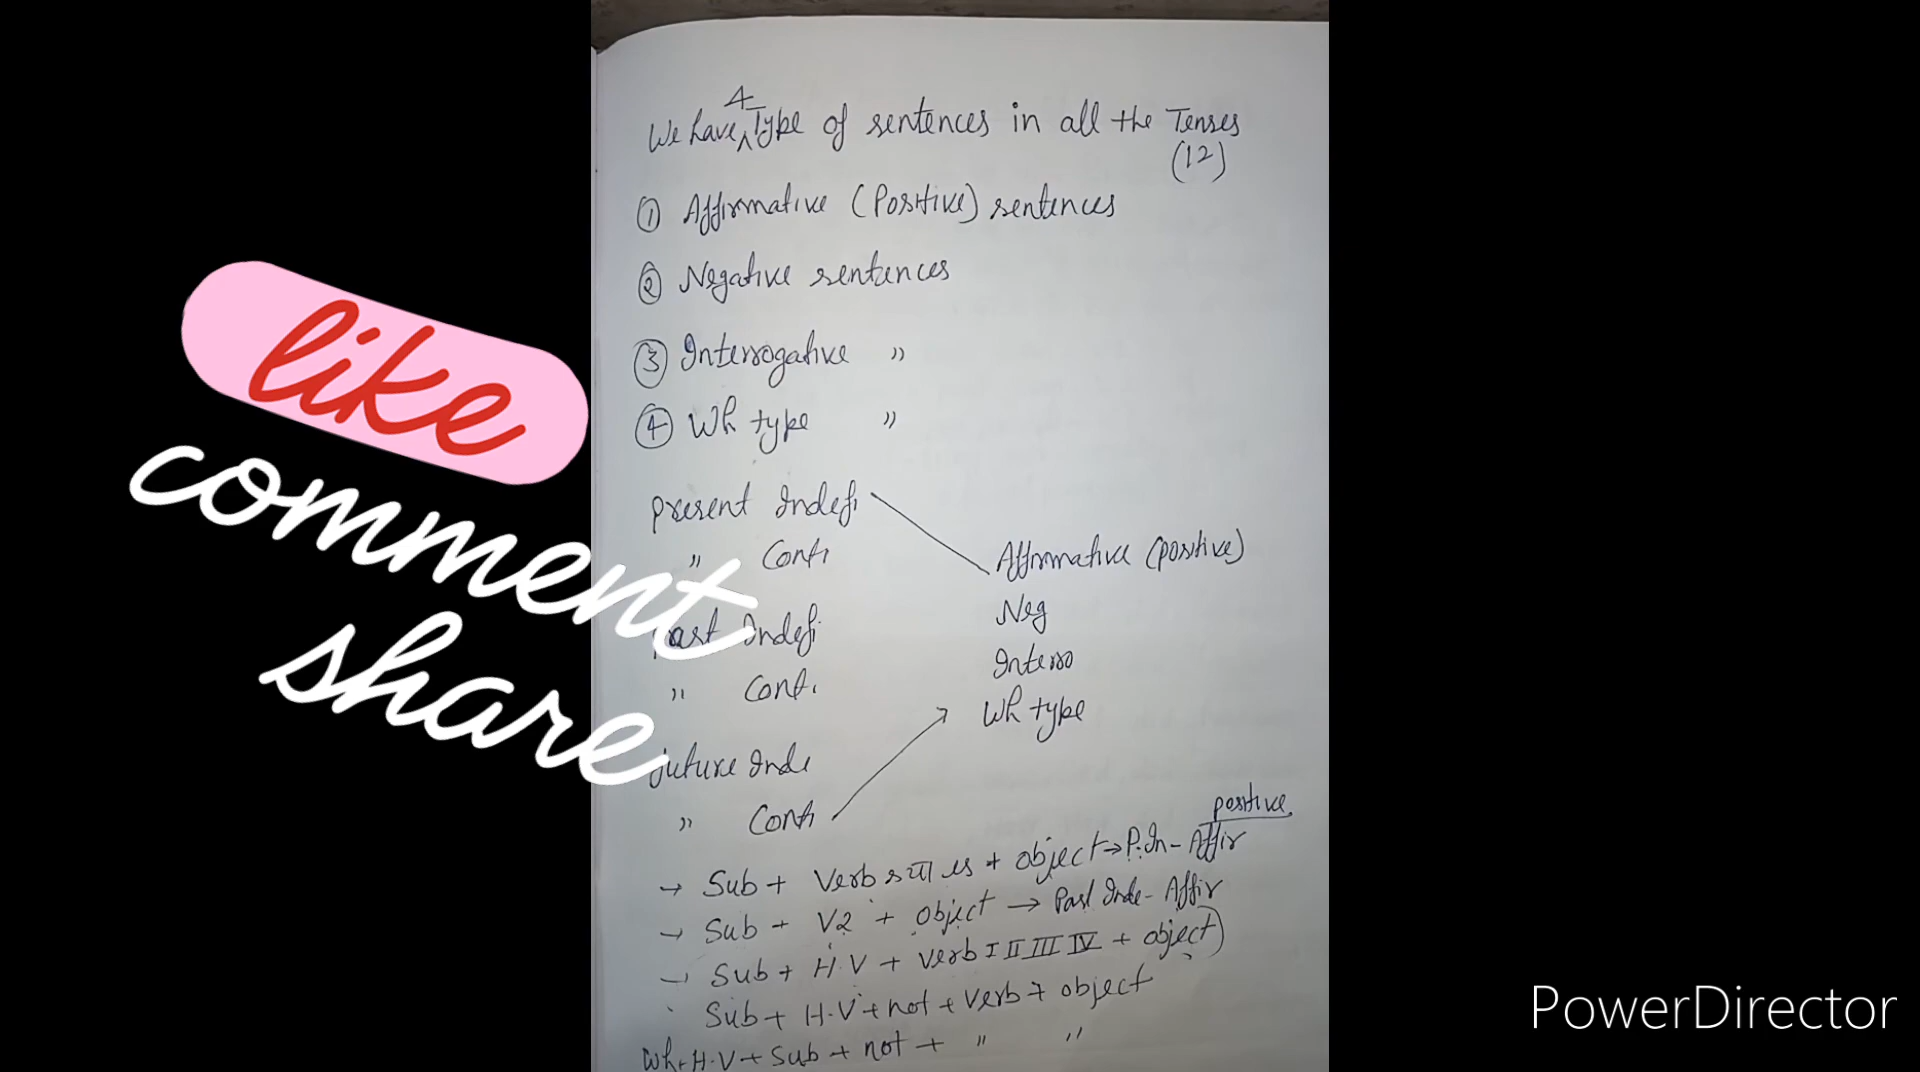 We have 4 Type of sentences in all the Tenses
(12)
① Affirmative (Positive) sentences
② Negative sentences
③ Interrogative "
④ Wh type "
present Indefi
" Conti
past Indefi
" Conti.
future Inde
" Conti
Affirmative (positive)
Neg
Interro
Wh type
positive
→ Sub + Verb s III es + object → P.In - Affir
→ Sub + V2 + object → Past Inde - Affir
→ Sub + H.V + verb I II III IV + object)
Sub + H.V + not + verb + object
Wh + H.V + Sub + not + " "
like
comment
share
PowerDirector